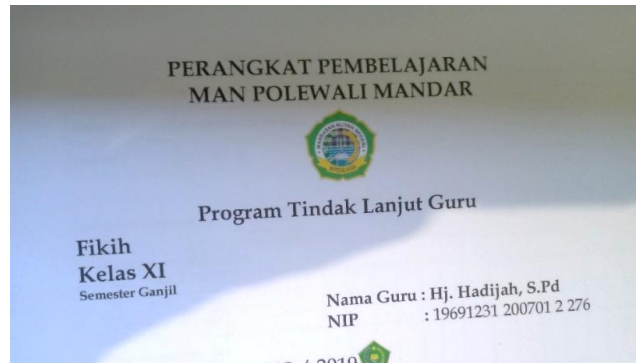 PERANGKAT PEMBELAJARAN
MAN POLEWALI MANDAR
Program Tindak Lanjut Guru
Fikih
Kelas XI
Semester Ganjil
Nama Guru : Hj. Hadijah, S.Pd
NIP : 19691231 200701 2 276